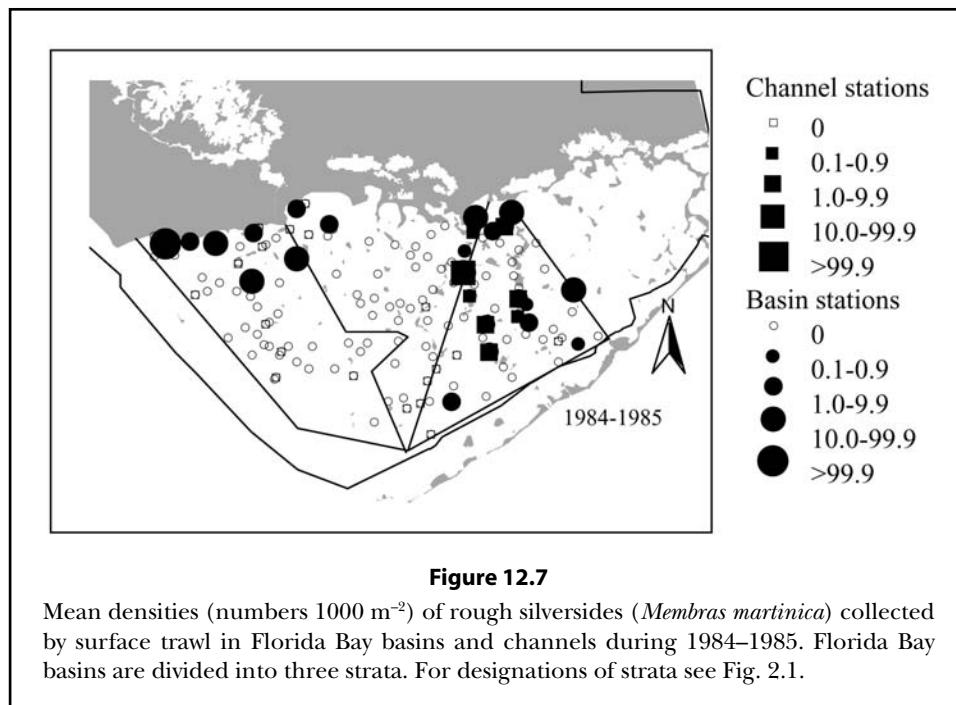 Channel stations
0
0.1-0.9
1.0-9.9
10.0-99.9
>99.9
Basin stations
0
0.1-0.9
1.0-9.9
10.0-99.9
>99.9
N
1984-1985
Figure 12.7
Mean densities (numbers 1000 m⁻²) of rough silversides (Membras martinica) collected
by surface trawl in Florida Bay basins and channels during 1984–1985. Florida Bay
basins are divided into three strata. For designations of strata see Fig. 2.1.